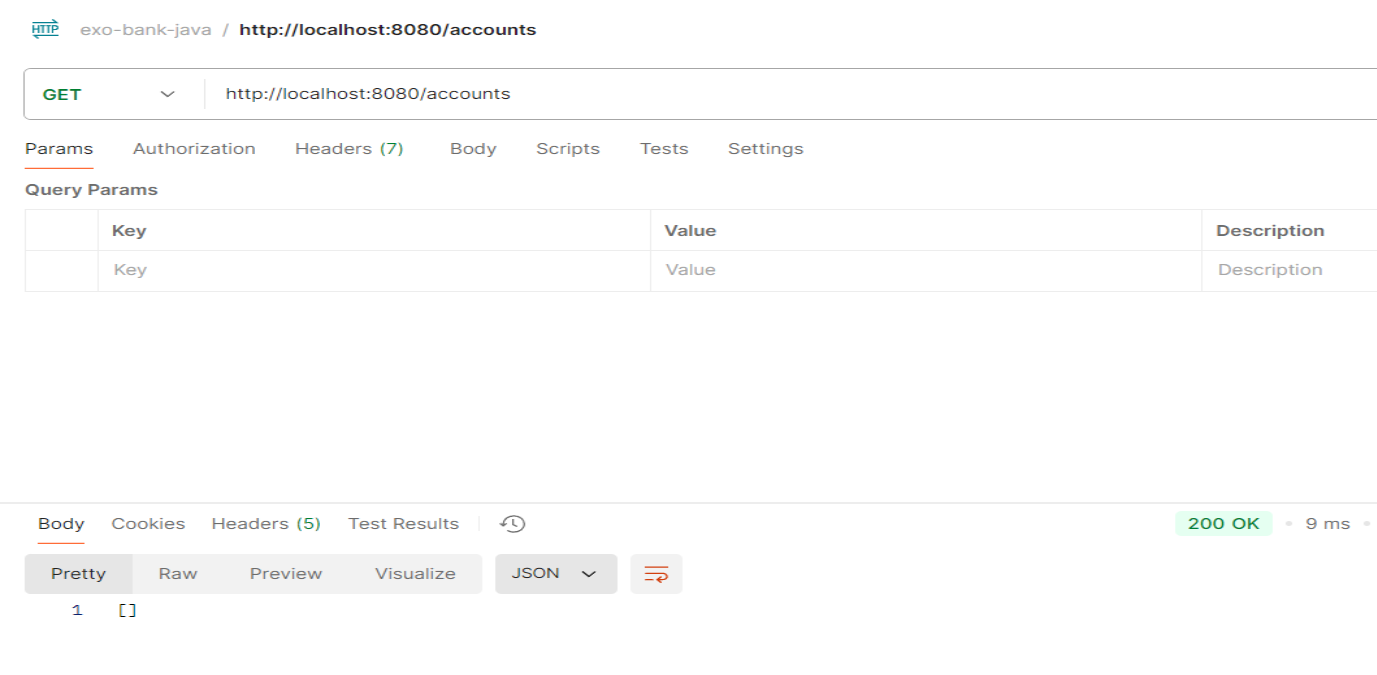 HTTP exo-bank-java / http://localhost:8080/accounts
GET http://localhost:8080/accounts
Params Authorization Headers (7) Body Scripts Tests Settings
Query Params
Key Value Description
Key Value Description
Body Cookies Headers (5) Test Results 200 OK 9 ms
Pretty Raw Preview Visualize JSON
1 []